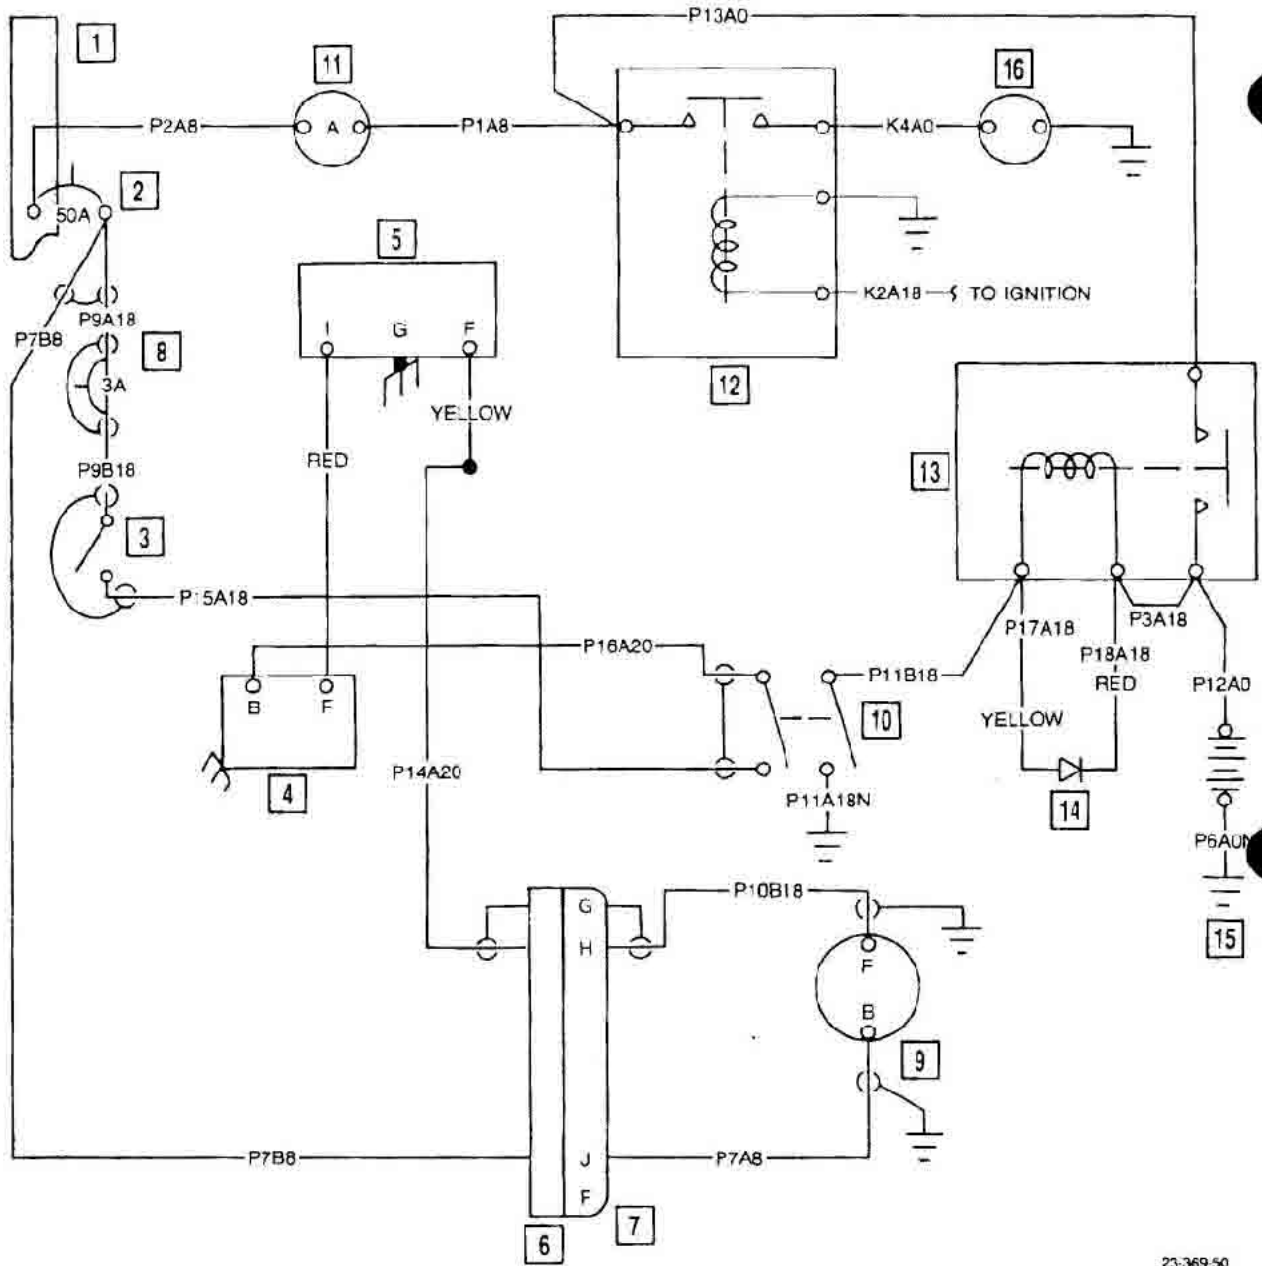 P13A0
1
11
16
P2A8
A
P1A8
K4A0
2
50A
5
P9A18
K2A18
TO IGNITION
P7B8
I
G
F
8
3A
12
YELLOW
RED
P9B18
13
3
P15A18
P17A18
P3A18
P16A20
P11B18
P18A18
RED
P12A0
B
F
10
YELLOW
P14A20
4
P11A18N
14
P6A0N
P10B18
G
H
15
F
B
9
P7B8
J
P7A8
F
6
7
23-369-50